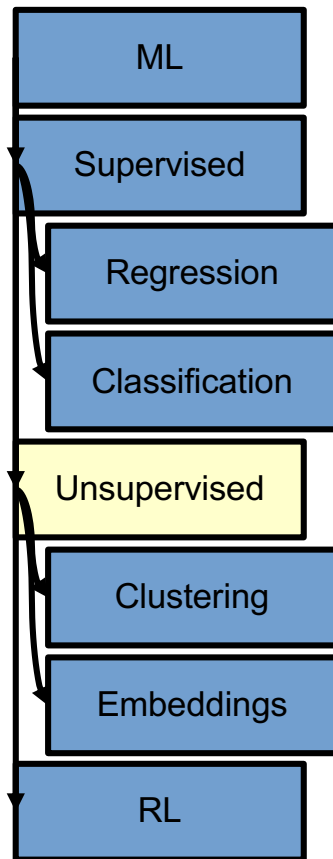 ML
Supervised
Regression
Classification
Unsupervised
Clustering
Embeddings
RL